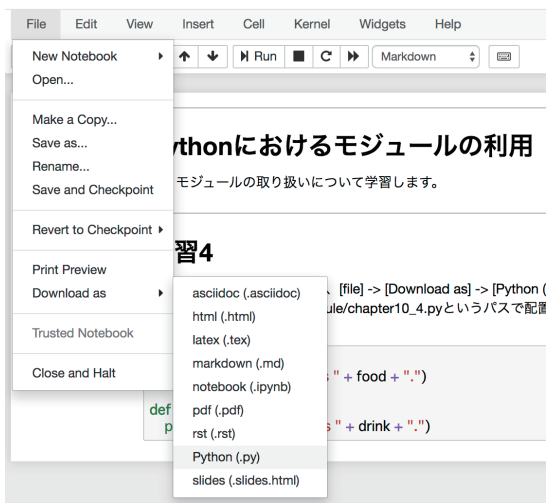 File Edit View Insert Cell Kernel Widgets Help
New Notebook
Run Markdown
Open...
Make a Copy...
Save as...
Rename...
Save and Checkpoint
Revert to Checkpoint
Print Preview
Download as
Trusted Notebook
Close and Halt
ythonにおけるモジュールの利用
モジュールの取り扱いについて学習します。
習4
、[file] -> [Download as] -> [Python (
ule/chapter10_4.pyというパスで配置
asciidoc (.asciidoc)
html (.html)
latex (.tex)
markdown (.md)
notebook (.ipynb)
pdf (.pdf)
rst (.rst)
Python (.py)
slides (.slides.html)
s " + food + ".")
def
p
s " + drink + ".")